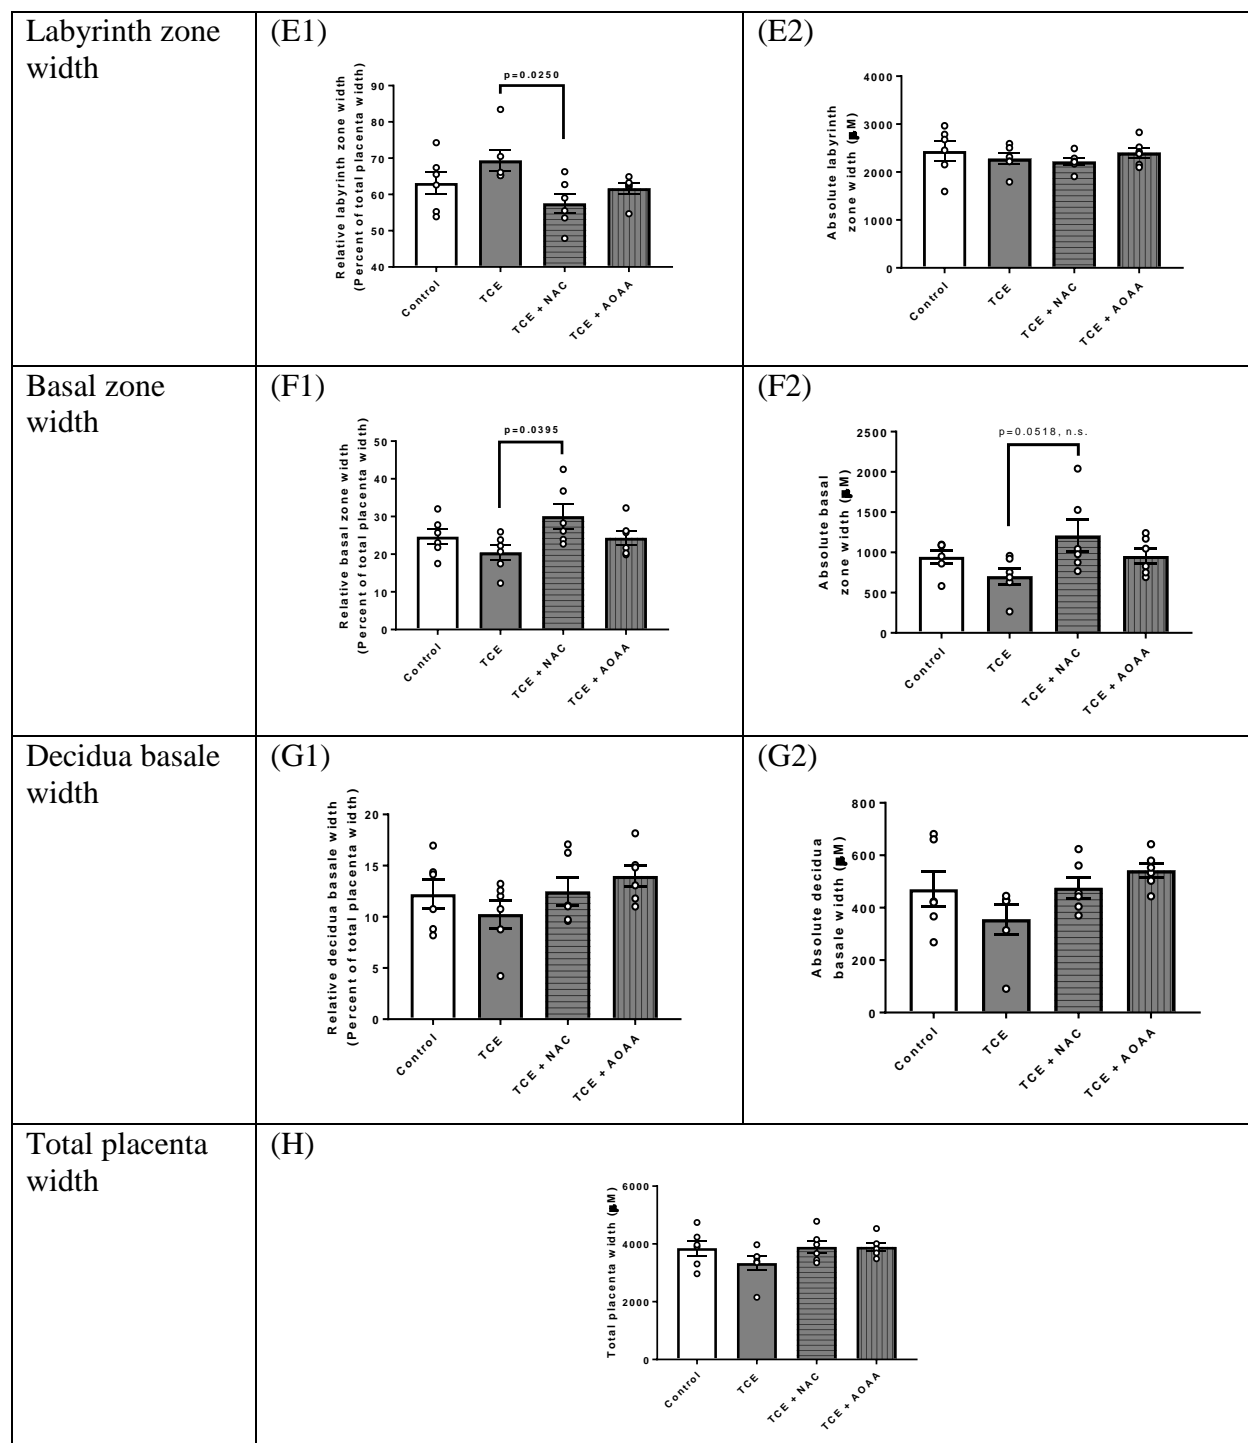 Labyrinth zone
width
(E1)
Relative labyrinth zone width
(Percent of total placenta width)
90
80
70
60
50
40
p=0.0250
Control
TCE
TCE + NAC
TCE + AOAA
(E2)
Absolute labyrinth
zone width (µM)
4000
3000
2000
1000
0
Control
TCE
TCE + NAC
TCE + AOAA
Basal zone
width
(F1)
Relative basal zone width
(Percent of total placenta width)
50
40
30
20
10
0
p=0.0395
Control
TCE
TCE + NAC
TCE + AOAA
(F2)
Absolute basal
zone width (µM)
2500
2000
1500
1000
500
0
p=0.0518, n.s.
Control
TCE
TCE + NAC
TCE + AOAA
Decidua basale
width
(G1)
Relative decidua basale width
(Percent of total placenta width)
20
15
10
5
0
Control
TCE
TCE + NAC
TCE + AOAA
(G2)
Absolute decidua
basale width (µM)
800
600
400
200
0
Control
TCE
TCE + NAC
TCE + AOAA
Total placenta
width
(H)
Total placenta width (µM)
6000
4000
2000
0
Control
TCE
TCE + NAC
TCE + AOAA